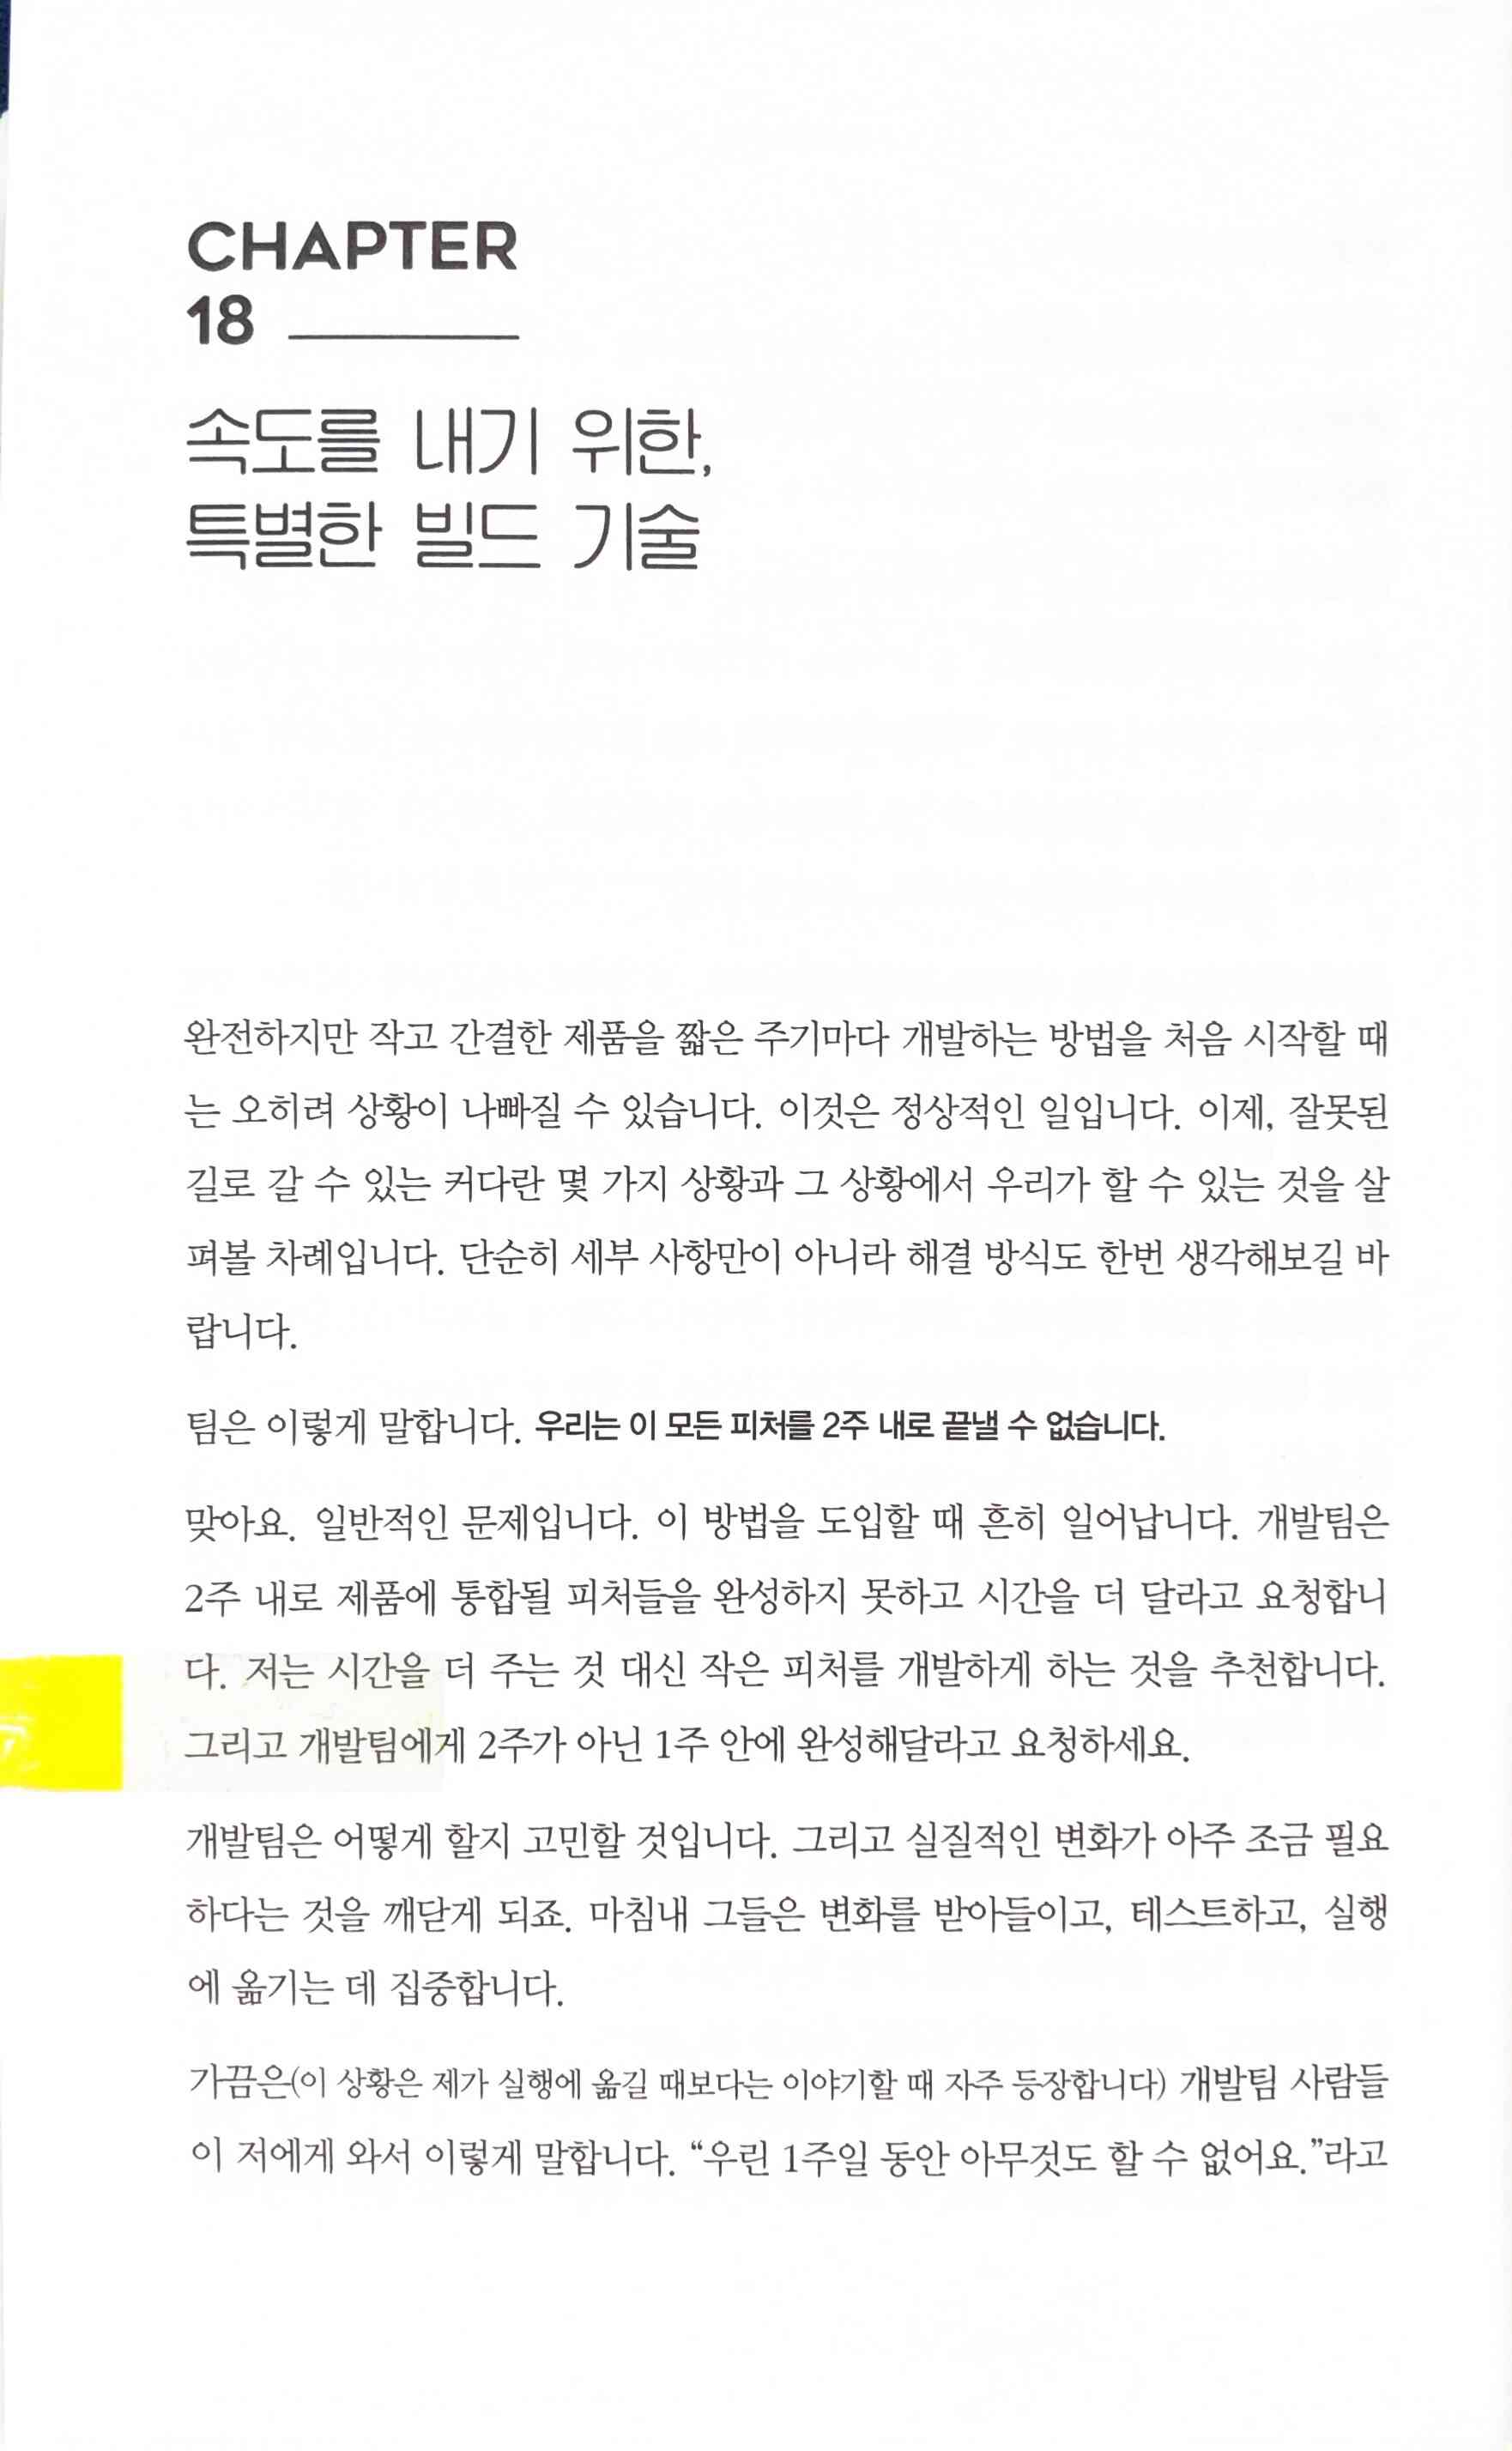 CHAPTER
18
속도를 내기 위한,
특별한 빌드 기술
완전하지만 작고 간결한 제품을 짧은 주기마다 개발하는 방법을 처음 시작할 때
는 오히려 상황이 나빠질 수 있습니다. 이것은 정상적인 일입니다. 이제, 잘못된
길로 갈 수 있는 커다란 몇 가지 상황과 그 상황에서 우리가 할 수 있는 것을 살
펴볼 차례입니다. 단순히 세부 사항만이 아니라 해결 방식도 한번 생각해보길 바
랍니다.
팀은 이렇게 말합니다. 우리는 이 모든 피처를 2주 내로 끝낼 수 없습니다.
맞아요. 일반적인 문제입니다. 이 방법을 도입할 때 흔히 일어납니다. 개발팀은
2주 내로 제품에 통합될 피처들을 완성하지 못하고 시간을 더 달라고 요청합니
다. 저는 시간을 더 주는 것 대신 작은 피처를 개발하게 하는 것을 추천합니다.
그리고 개발팀에게 2주가 아닌 1주 안에 완성해달라고 요청하세요.
개발팀은 어떻게 할지 고민할 것입니다. 그리고 실질적인 변화가 아주 조금 필요
하다는 것을 깨닫게 되죠. 마침내 그들은 변화를 받아들이고, 테스트하고, 실행
에 옮기는 데 집중합니다.
가끔은(이 상황은 제가 실행에 옮길 때보다는 이야기할 때 자주 등장합니다) 개발팀 사람들
이 저에게 와서 이렇게 말합니다. “우린 1주일 동안 아무것도 할 수 없어요.”라고